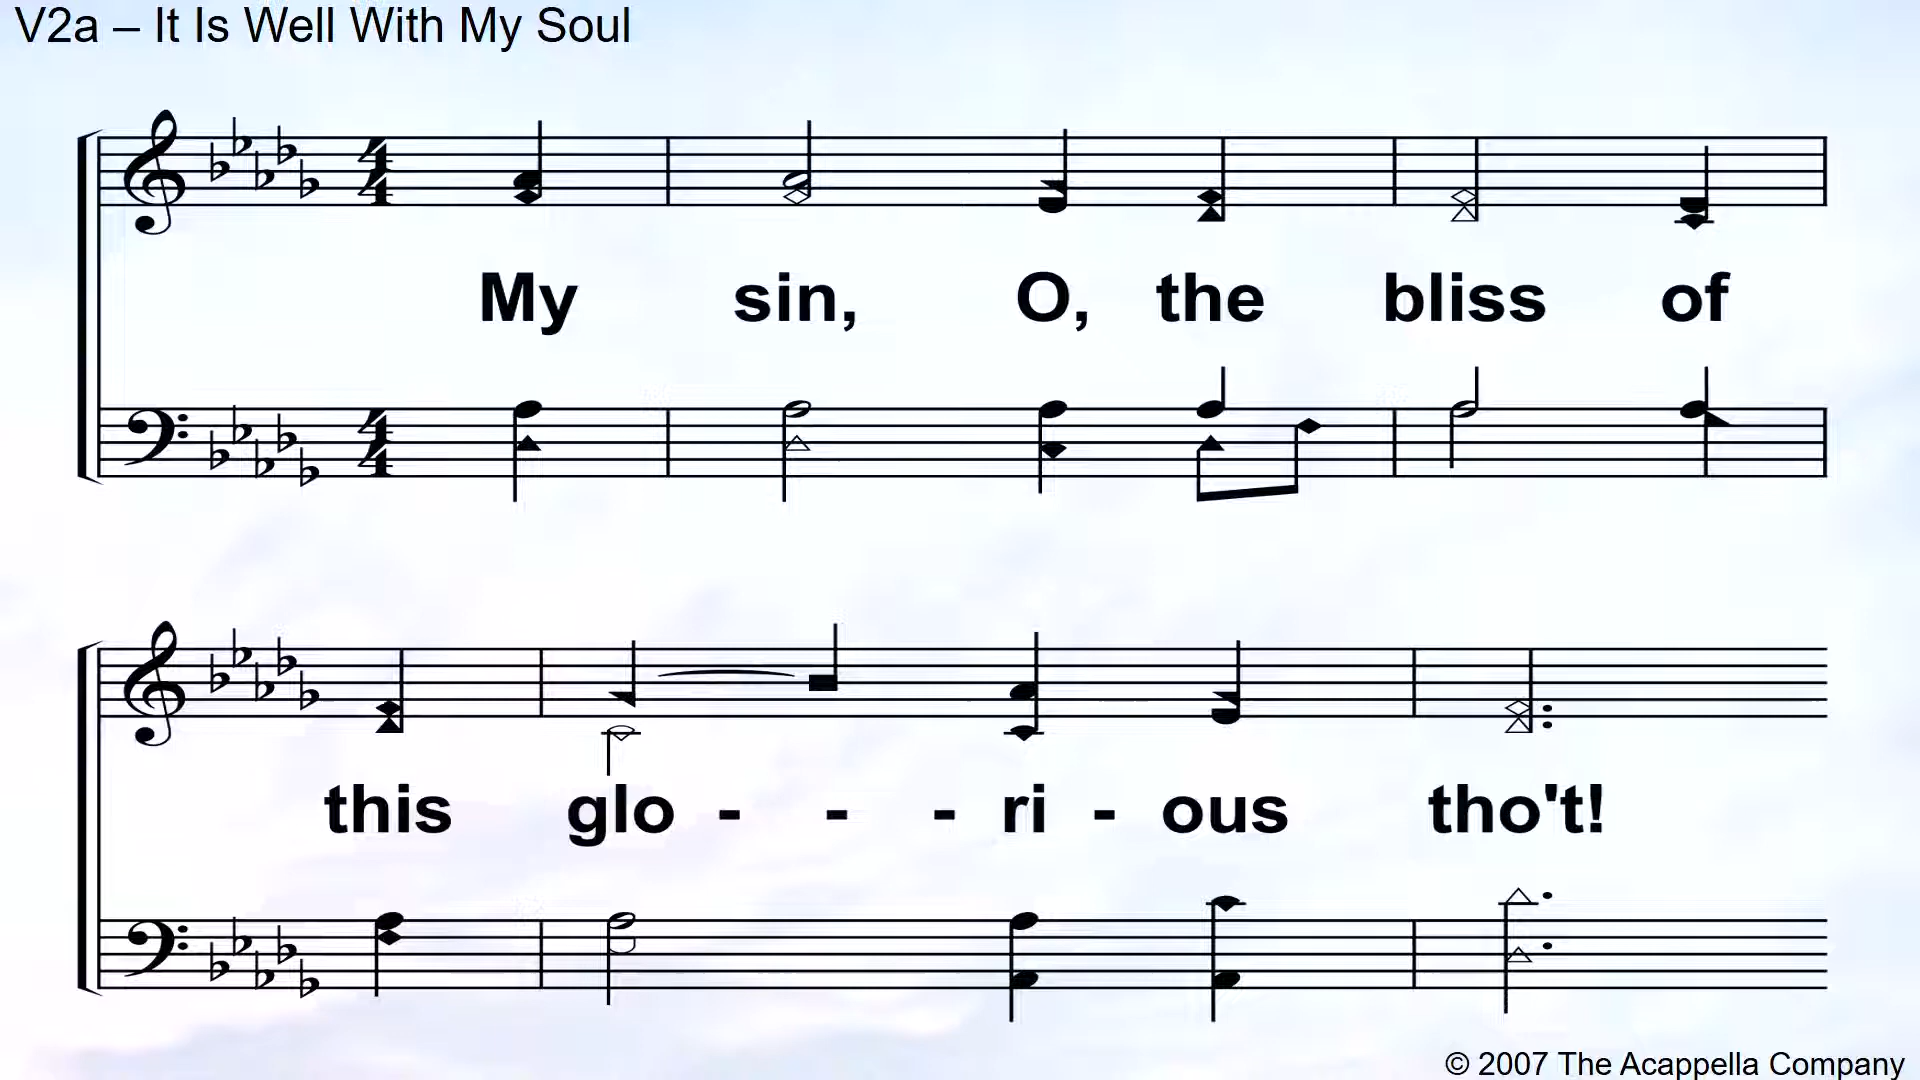 V2a – It Is Well With My Soul
My sin, O, the bliss of
this glo - - - ri - ous tho't!
© 2007 The Acappella Company